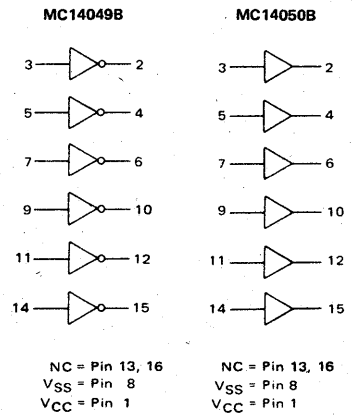 MC14049B MC14050B
3 2 3 2
5 4 5 4
7 6 7 6
9 10 9 10
11 12 11 12
14 15 14 15
NC = Pin 13, 16 NC = Pin 13, 16
VSS = Pin 8 VSS = Pin 8
VCC = Pin 1 VCC = Pin 1